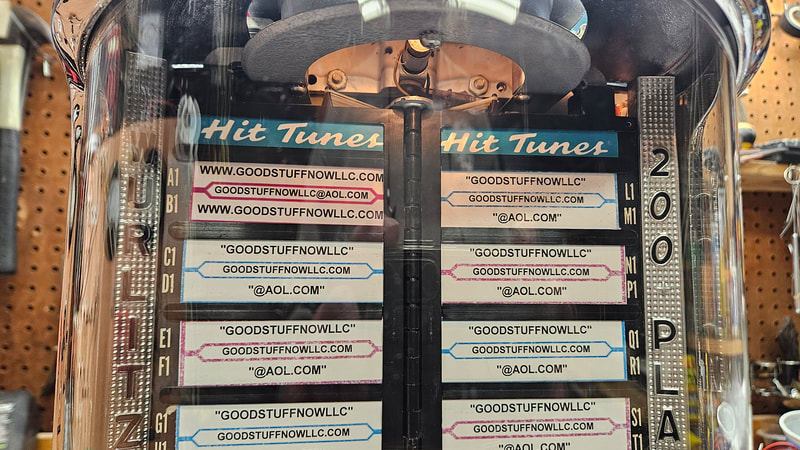 WURLITZ
Hit Tunes
A1
B1
WWW.GOODSTUFFNOWLLC.COM
GOODSTUFFNOWLLC@AOL.COM
WWW.GOODSTUFFNOWLLC.COM
C1
D1
"GOODSTUFFNOWLLC"
GOODSTUFFNOWLLC.COM
"@AOL.COM"
E1
F1
"GOODSTUFFNOWLLC"
GOODSTUFFNOWLLC.COM
"@AOL.COM"
G1
"GOODSTUFFNOWLLC"
GOODSTUFFNOWLLC.COM
Hit Tunes
"GOODSTUFFNOWLLC"
GOODSTUFFNOWLLC.COM
"@AOL.COM"
L1
M1
"GOODSTUFFNOWLLC"
GOODSTUFFNOWLLC.COM
"@AOL.COM"
N1
P1
"GOODSTUFFNOWLLC"
GOODSTUFFNOWLLC.COM
"@AOL.COM"
Q1
R1
"GOODSTUFFNOWLLC"
GOODSTUFFNOWLLC.COM
"@AOL.COM"
S1
T1
200 PLA